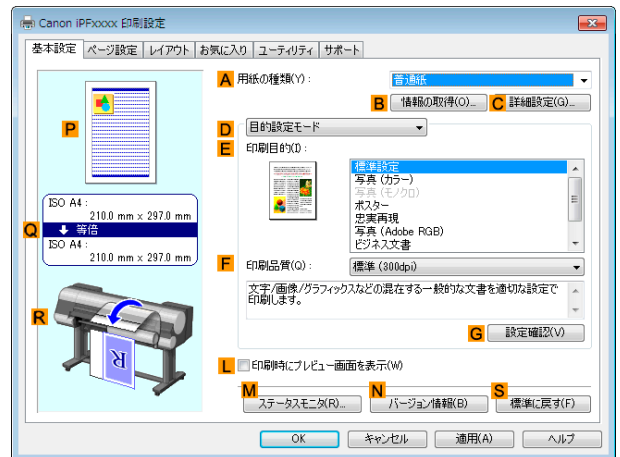 Canon iPFxxxx 印刷設定
基本設定 ページ設定 レイアウト お気に入り ユーティリティ サポート
A 用紙の種類(Y) : 普通紙
B 情報の取得(O)... C 詳細設定(G)...
P
D 目的設定モード
E 印刷目的(I) :
標準設定
写真 (カラー)
写真 (モノクロ)
ポスター
忠実再現
写真 (Adobe RGB)
ビジネス文書
ISO A4 :
210.0 mm x 297.0 mm
Q 等倍
ISO A4 :
210.0 mm x 297.0 mm
F 印刷品質(Q) : 標準 (300dpi)
文字/画像/グラフィックスなどの混在する一般的な文書を適切な設定で
印刷します。
G 設定確認(V)
R
R
L 印刷時にプレビュー画面を表示(W)
M N S
ステータスモニタ(R)... バージョン情報(B) 標準に戻す(F)
OK キャンセル 適用(A) ヘルプ